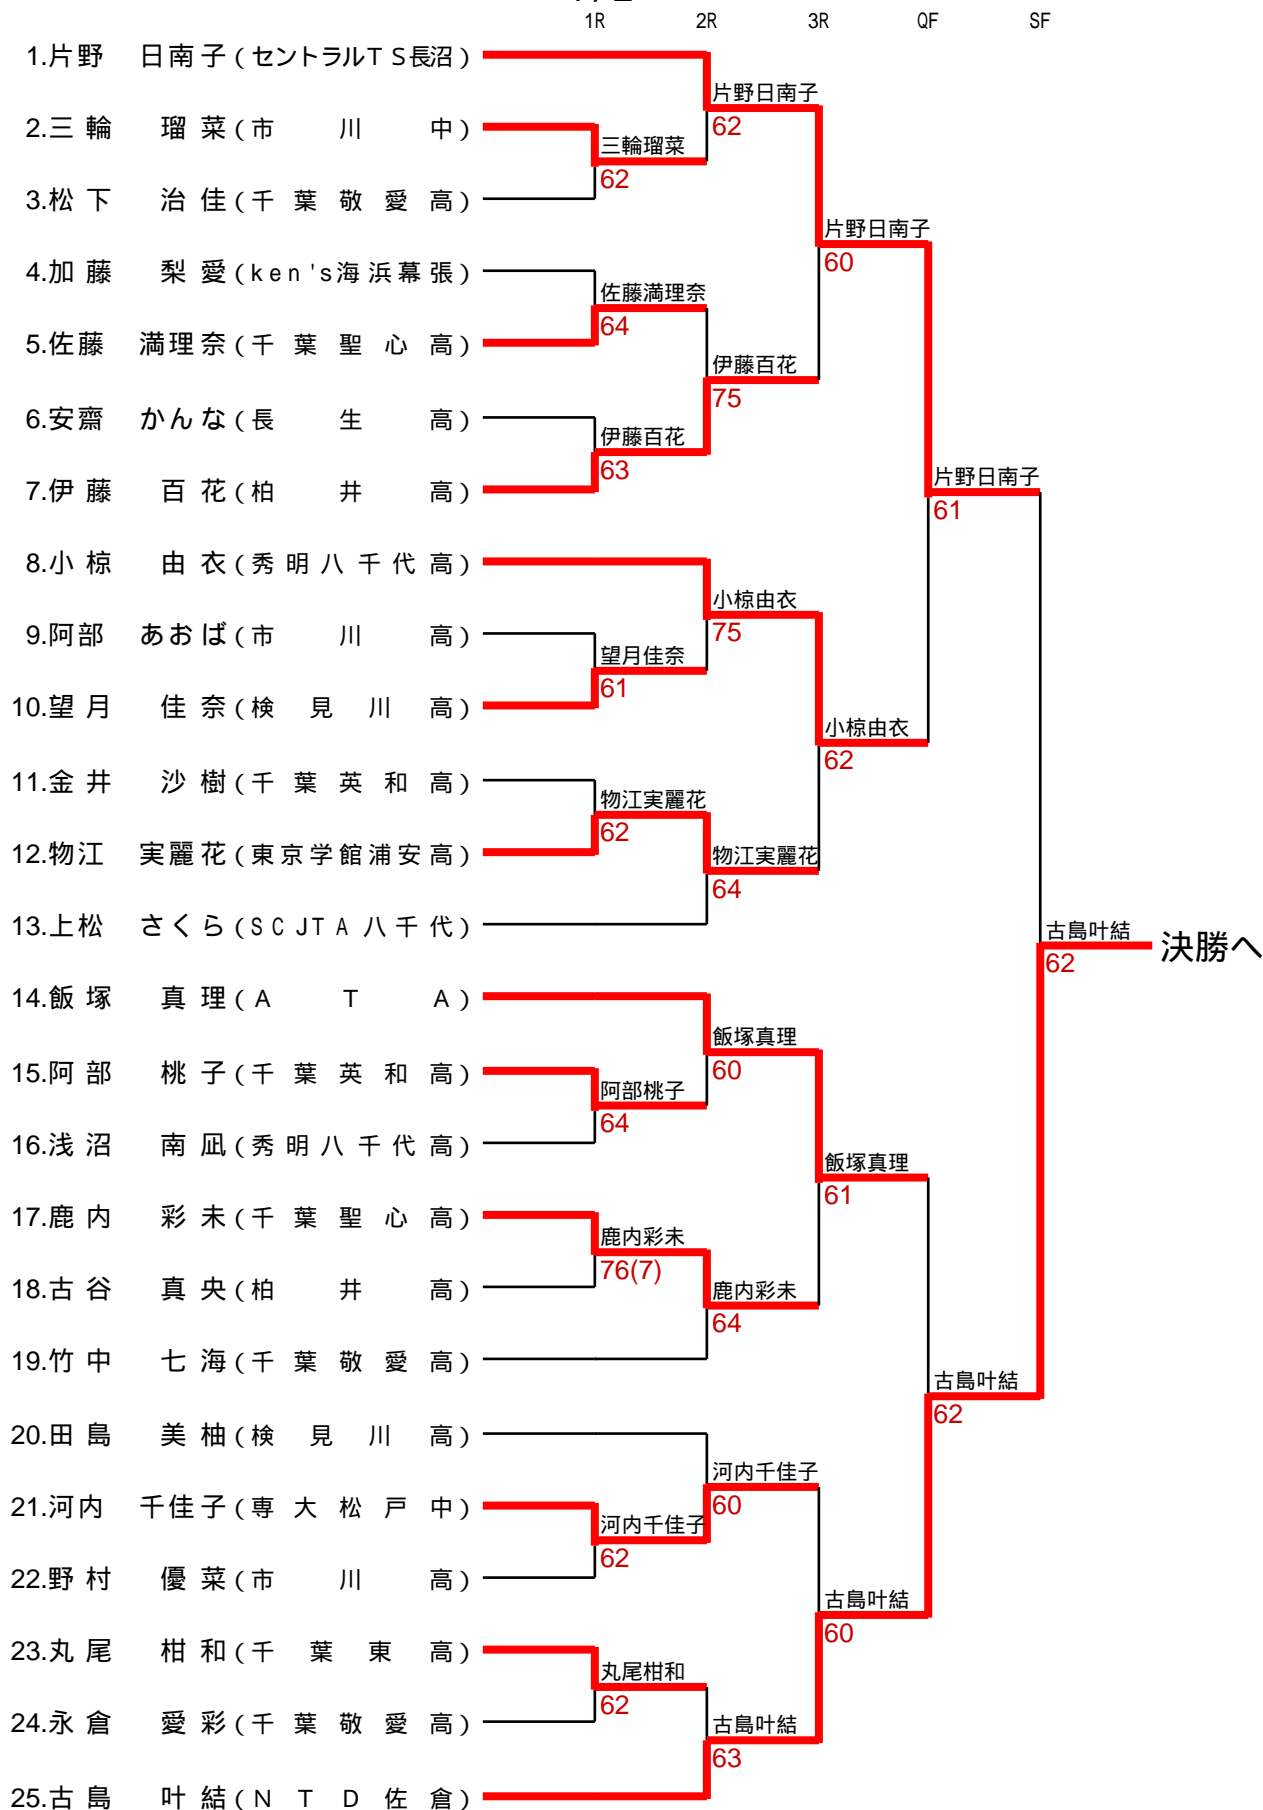 1R 2R 3R QF SF
1.片野 日南子(セントラルTS長沼)
片野日南子
62
2.三輪 瑠菜(市川中)
三輪瑠菜
62
3.松下 治佳(千葉敬愛高)
片野日南子
60
4.加藤 梨愛(ken's海浜幕張)
佐藤満理奈
64
5.佐藤 満理奈(千葉聖心高)
伊藤百花
75
6.安齋 かんな(長生高)
伊藤百花
63
7.伊藤 百花(柏井高)
片野日南子
61
8.小椋 由衣(秀明八千代高)
小椋由衣
75
9.阿部 あおば(市川高)
望月佳奈
61
10.望月 佳奈(検見川高)
小椋由衣
62
11.金井 沙樹(千葉英和高)
物江実麗花
62
12.物江 実麗花(東京学館浦安高)
物江実麗花
64
13.上松 さくら(SCJTA八千代)
古島叶結
62
決勝へ
14.飯塚 真理(ATA)
飯塚真理
60
15.阿部 桃子(千葉英和高)
阿部桃子
64
16.浅沼 南凪(秀明八千代高)
飯塚真理
61
17.鹿内 彩未(千葉聖心高)
鹿内彩未
76(7)
18.古谷 真央(柏井高)
鹿内彩未
64
19.竹中 七海(千葉敬愛高)
古島叶結
62
20.田島 美柚(検見川高)
河内千佳子
60
21.河内 千佳子(専大松戸中)
河内千佳子
62
22.野村 優菜(市川高)
古島叶結
60
23.丸尾 柑和(千葉東高)
丸尾柑和
62
24.永倉 愛彩(千葉敬愛高)
古島叶結
63
25.古島 叶結(NTD佐倉)